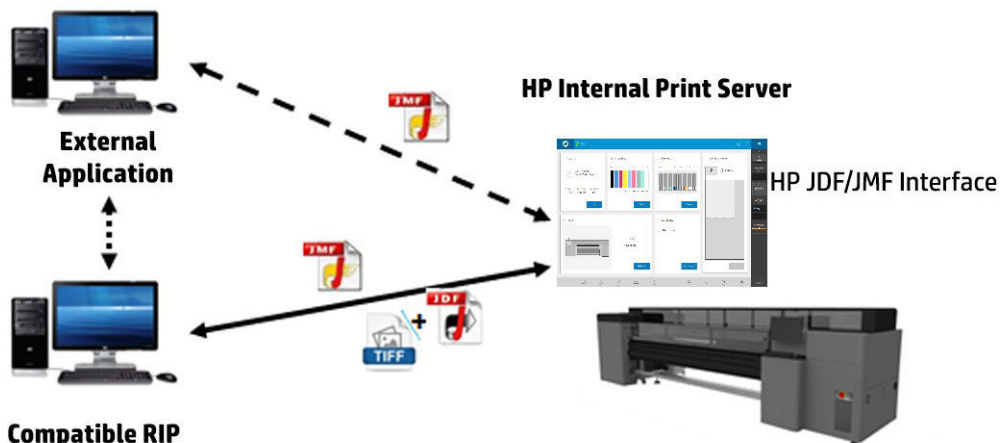 JMF
HP Internal Print Server
External
Application
HP JDF/JMF Interface
JMF
JDF
+
TIFF
Compatible RIP